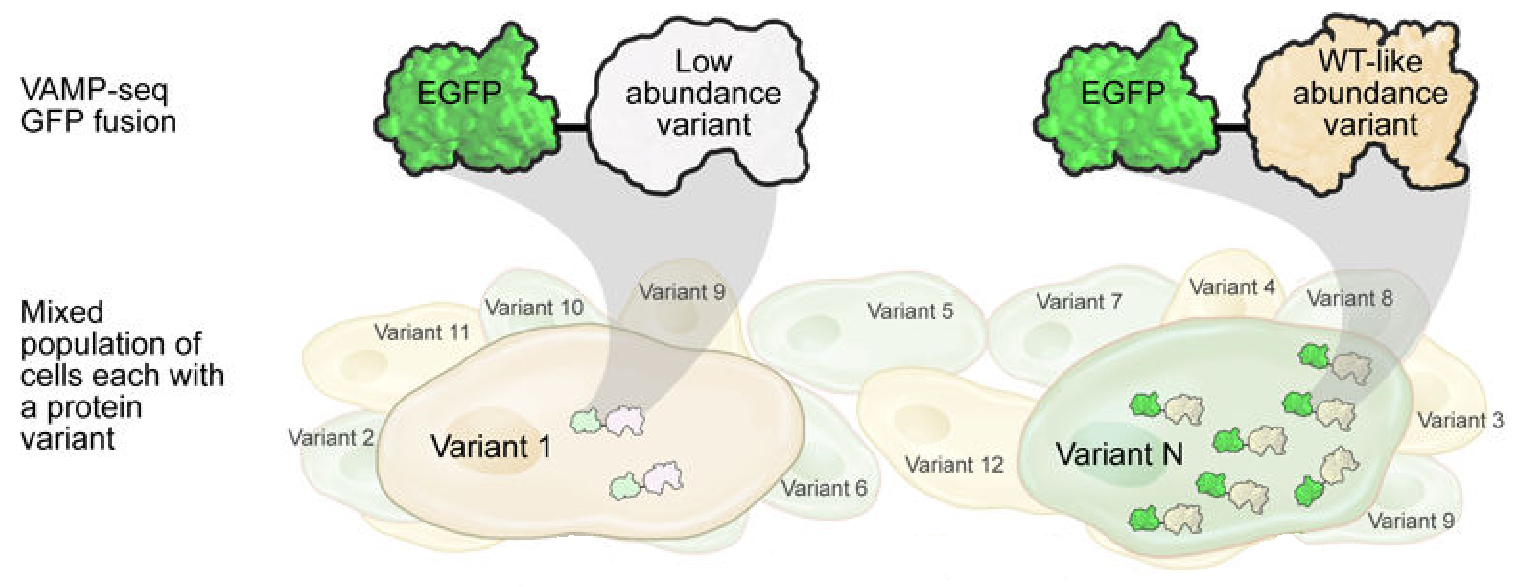 VAMP-seq
GFP fusion
EGFP
Low
abundance
variant
EGFP
WT-like
abundance
variant
Mixed
population of
cells each with
a protein
variant
Variant 11
Variant 10
Variant 9
Variant 5
Variant 7
Variant 4
Variant 8
Variant 2
Variant 1
Variant 6
Variant 12
Variant N
Variant 3
Variant 9